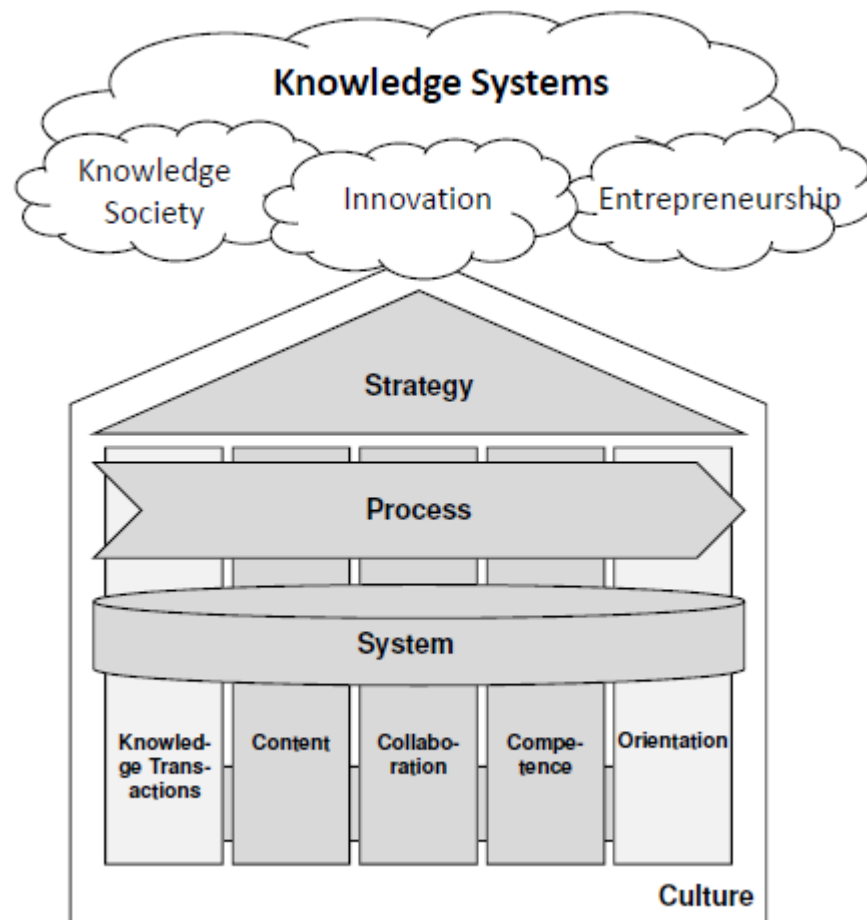 Knowledge Systems
Knowledge
Society
Innovation
Entrepreneurship
Strategy
Process
System
Knowled-
ge Trans-
actions
Content
Collabo-
ration
Compe-
tence
Orientation
Culture